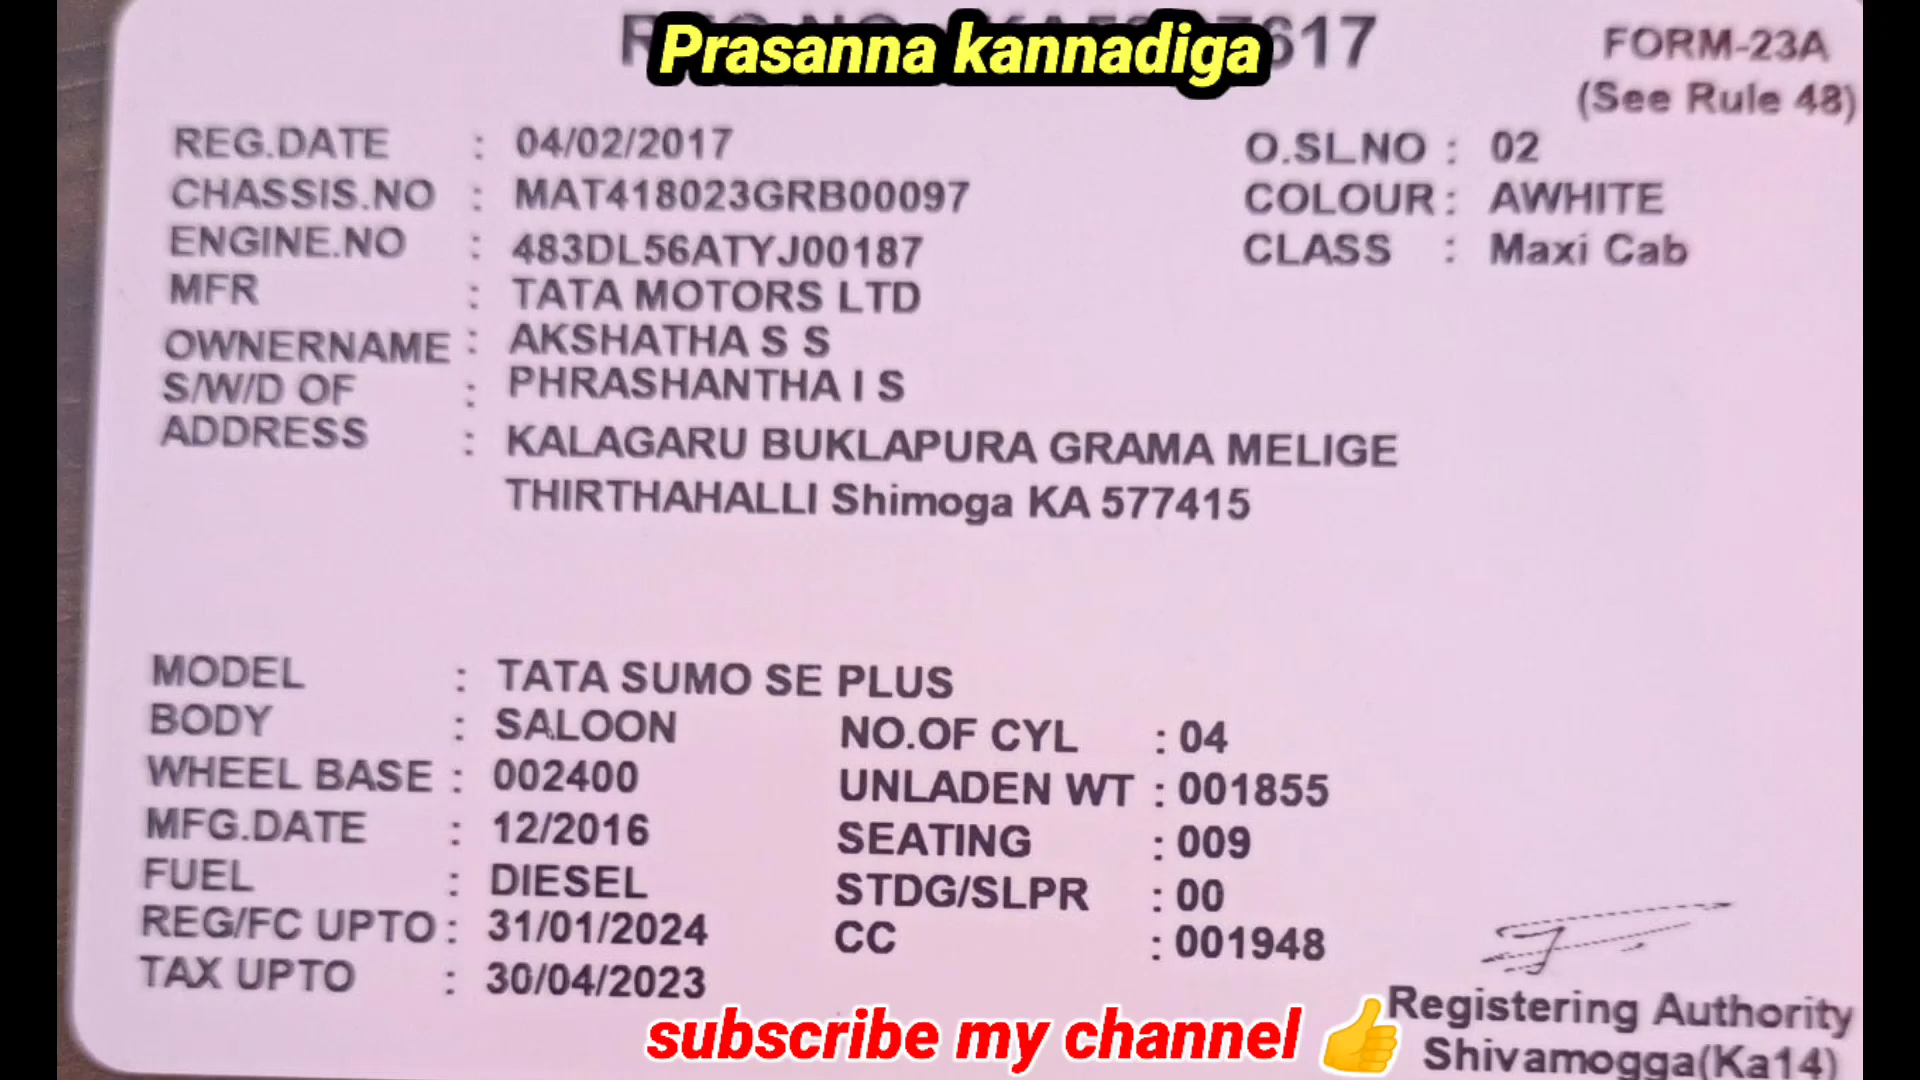 Prasanna kannadiga
617
FORM-23A
(See Rule 48)
REG.DATE : 04/02/2017
O.SL.NO : 02
CHASSIS.NO : MAT418023GRB00097
COLOUR : AWHITE
ENGINE.NO : 483DL56ATYJ00187
CLASS : Maxi Cab
MFR : TATA MOTORS LTD
OWNERNAME : AKSHATHA S S
S/W/D OF : PHRASHANTHA I S
ADDRESS : KALAGARU BUKLAPURA GRAMA MELIGE
THIRTHAHALLI Shimoga KA 577415
MODEL : TATA SUMO SE PLUS
BODY : SALOON
NO.OF CYL : 04
WHEEL BASE : 002400
UNLADEN WT : 001855
MFG.DATE : 12/2016
SEATING : 009
FUEL : DIESEL
STDG/SLPR : 00
REG/FC UPTO : 31/01/2024
CC : 001948
TAX UPTO : 30/04/2023
Registering Authority
Shivamogga(Ka14)
subscribe my channel 👍